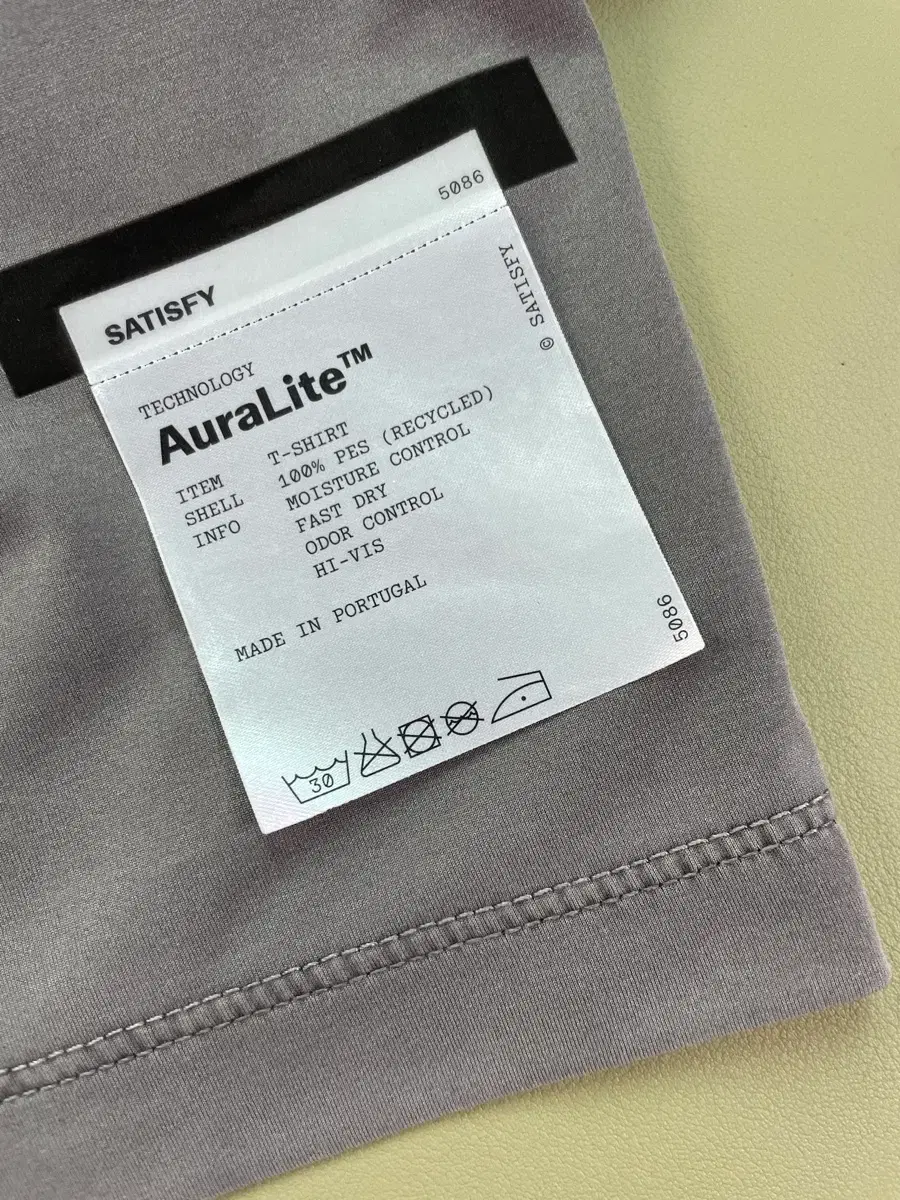 5086
SATISFY
© SATISFY
TECHNOLOGY
AuraLite™
ITEM T-SHIRT
SHELL 100% PES (RECYCLED)
INFO MOISTURE CONTROL
FAST DRY
ODOR CONTROL
HI-VIS
MADE IN PORTUGAL
5086
30